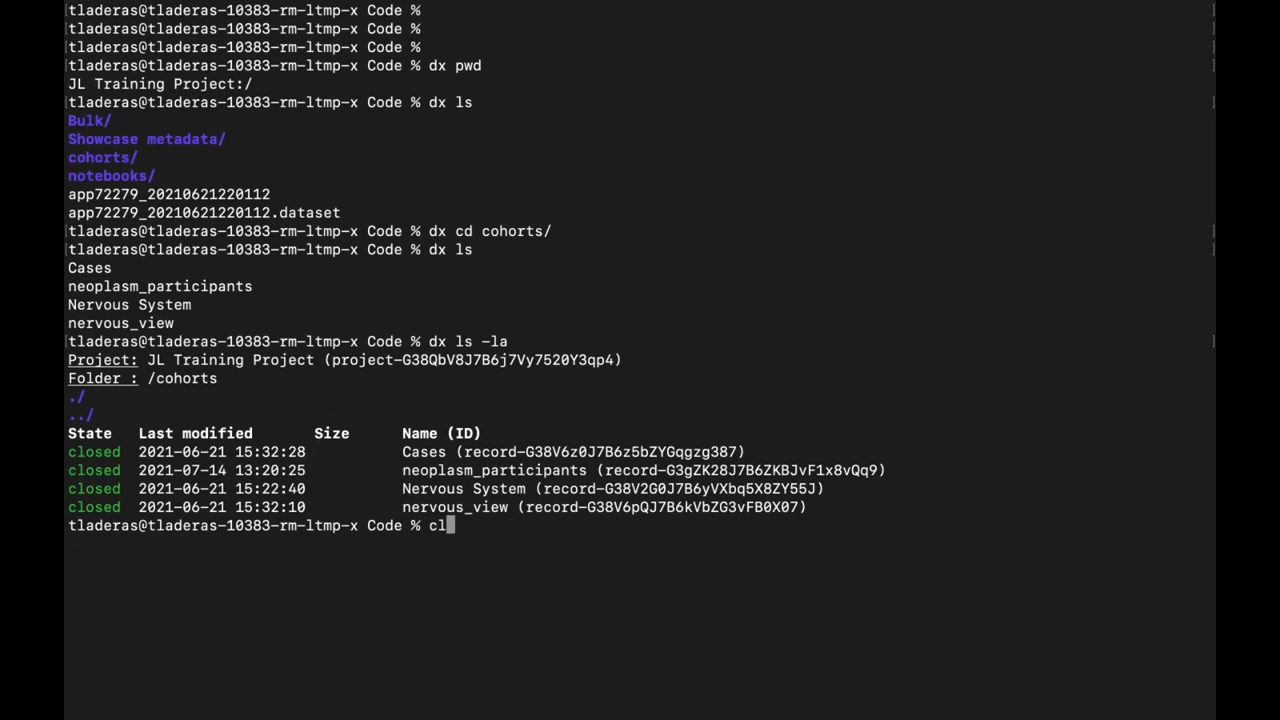 tladeras@tladeras-10383-rm-ltmp-x Code %
tladeras@tladeras-10383-rm-ltmp-x Code %
tladeras@tladeras-10383-rm-ltmp-x Code %
tladeras@tladeras-10383-rm-ltmp-x Code % dx pwd
JL Training Project:/
tladeras@tladeras-10383-rm-ltmp-x Code % dx ls
Bulk/
Showcase metadata/
cohorts/
notebooks/
app72279_20210621220112
app72279_20210621220112.dataset
tladeras@tladeras-10383-rm-ltmp-x Code % dx cd cohorts/
tladeras@tladeras-10383-rm-ltmp-x Code % dx ls
Cases
neoplasm_participants
Nervous System
nervous_view
tladeras@tladeras-10383-rm-ltmp-x Code % dx ls -la
Project: JL Training Project (project-G38QbV8J7B6j7Vy7520Y3qp4)
Folder : /cohorts
./
../
State Last modified Size Name (ID)
closed 2021-06-21 15:32:28 Cases (record-G38V6z0J7B6z5bZYGqgzg387)
closed 2021-07-14 13:20:25 neoplasm_participants (record-G3gZK28J7B6ZKBJvF1x8vQq9)
closed 2021-06-21 15:22:40 Nervous System (record-G38V2G0J7B6yVXbq5X8ZY55J)
closed 2021-06-21 15:32:10 nervous_view (record-G38V6pQJ7B6kVbZG3vFB0X07)
tladeras@tladeras-10383-rm-ltmp-x Code % cl